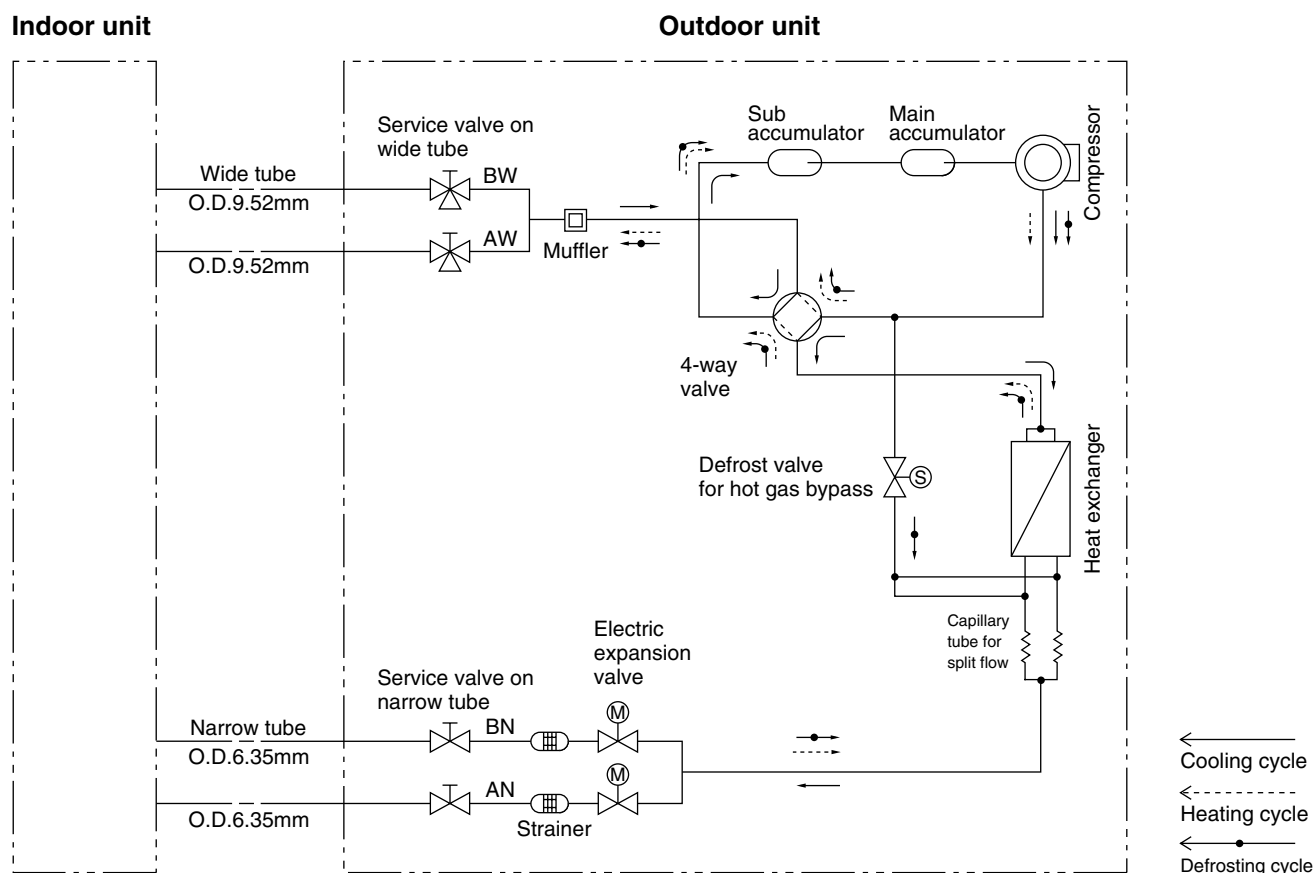 Indoor unit
Outdoor unit
Service valve on
wide tube
Sub
accumulator
Main
accumulator
Compressor
Wide tube
O.D.9.52mm
BW
AW
O.D.9.52mm
Muffler
4-way
valve
Defrost valve
for hot gas bypass
S
Heat exchanger
Capillary
tube for
split flow
Electric
expansion
valve
Service valve on
narrow tube
M
Narrow tube
O.D.6.35mm
BN
M
AN
O.D.6.35mm
Strainer
Cooling cycle
Heating cycle
Defrosting cycle